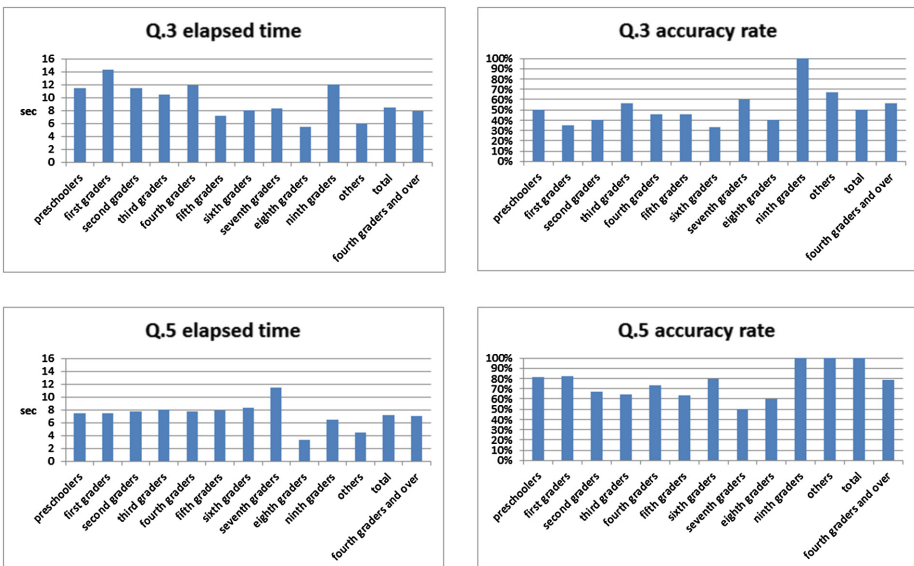 Q.3 elapsed time
16
14
12
10
8
6
4
2
0
sec
preschoolers
first graders
second graders
third graders
fourth graders
fifth graders
sixth graders
seventh graders
eighth graders
ninth graders
others
total
fourth graders and over
Q.3 accuracy rate
100%
90%
80%
70%
60%
50%
40%
30%
20%
10%
0%
preschoolers
first graders
second graders
third graders
fourth graders
fifth graders
sixth graders
seventh graders
eighth graders
ninth graders
others
total
fourth graders and over
Q.5 elapsed time
16
14
12
10
8
6
4
2
0
sec
preschoolers
first graders
second graders
third graders
fourth graders
fifth graders
sixth graders
seventh graders
eighth graders
ninth graders
others
total
fourth graders and over
Q.5 accuracy rate
100%
90%
80%
70%
60%
50%
40%
30%
20%
10%
0%
preschoolers
first graders
second graders
third graders
fourth graders
fifth graders
sixth graders
seventh graders
eighth graders
ninth graders
others
total
fourth graders and over